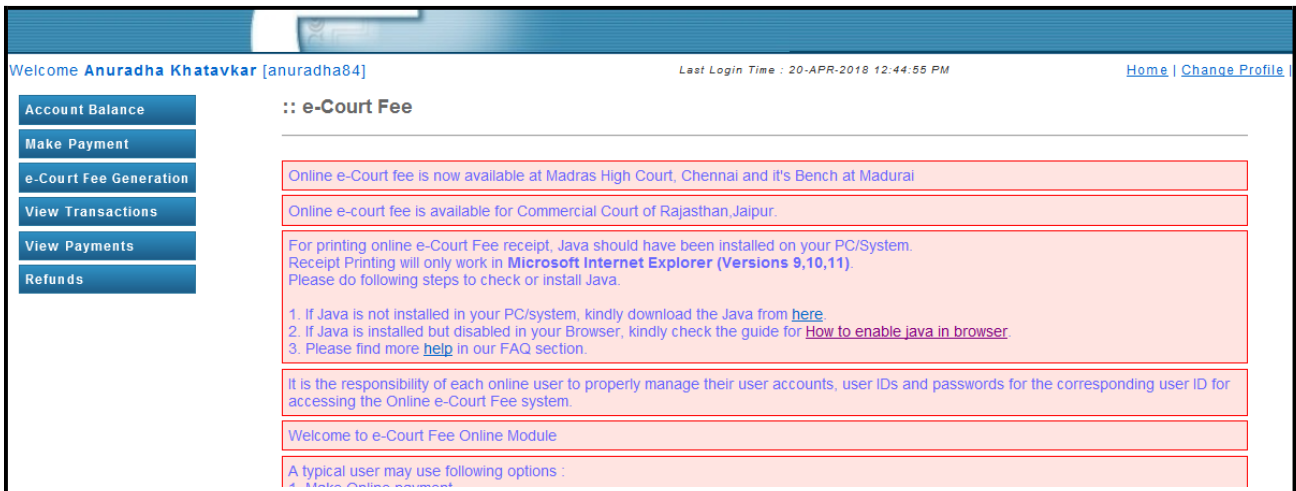 Welcome Anuradha Khatavkar [anuradha84]
Last Login Time : 20-APR-2018 12:44:55 PM
Home | Change Profile |
Account Balance
Make Payment
e-Court Fee Generation
View Transactions
View Payments
Refunds
:: e-Court Fee
Online e-Court fee is now available at Madras High Court, Chennai and it's Bench at Madurai
Online e-court fee is available for Commercial Court of Rajasthan,Jaipur.
For printing online e-Court Fee receipt, Java should have been installed on your PC/System.
Receipt Printing will only work in Microsoft Internet Explorer (Versions 9,10,11).
Please do following steps to check or install Java.
1. If Java is not installed in your PC/system, kindly download the Java from here.
2. If Java is installed but disabled in your Browser, kindly check the guide for How to enable java in browser.
3. Please find more help in our FAQ section.
It is the responsibility of each online user to properly manage their user accounts, user IDs and passwords for the corresponding user ID for
accessing the Online e-Court Fee system.
Welcome to e-Court Fee Online Module
A typical user may use following options :
1. Make Online payment